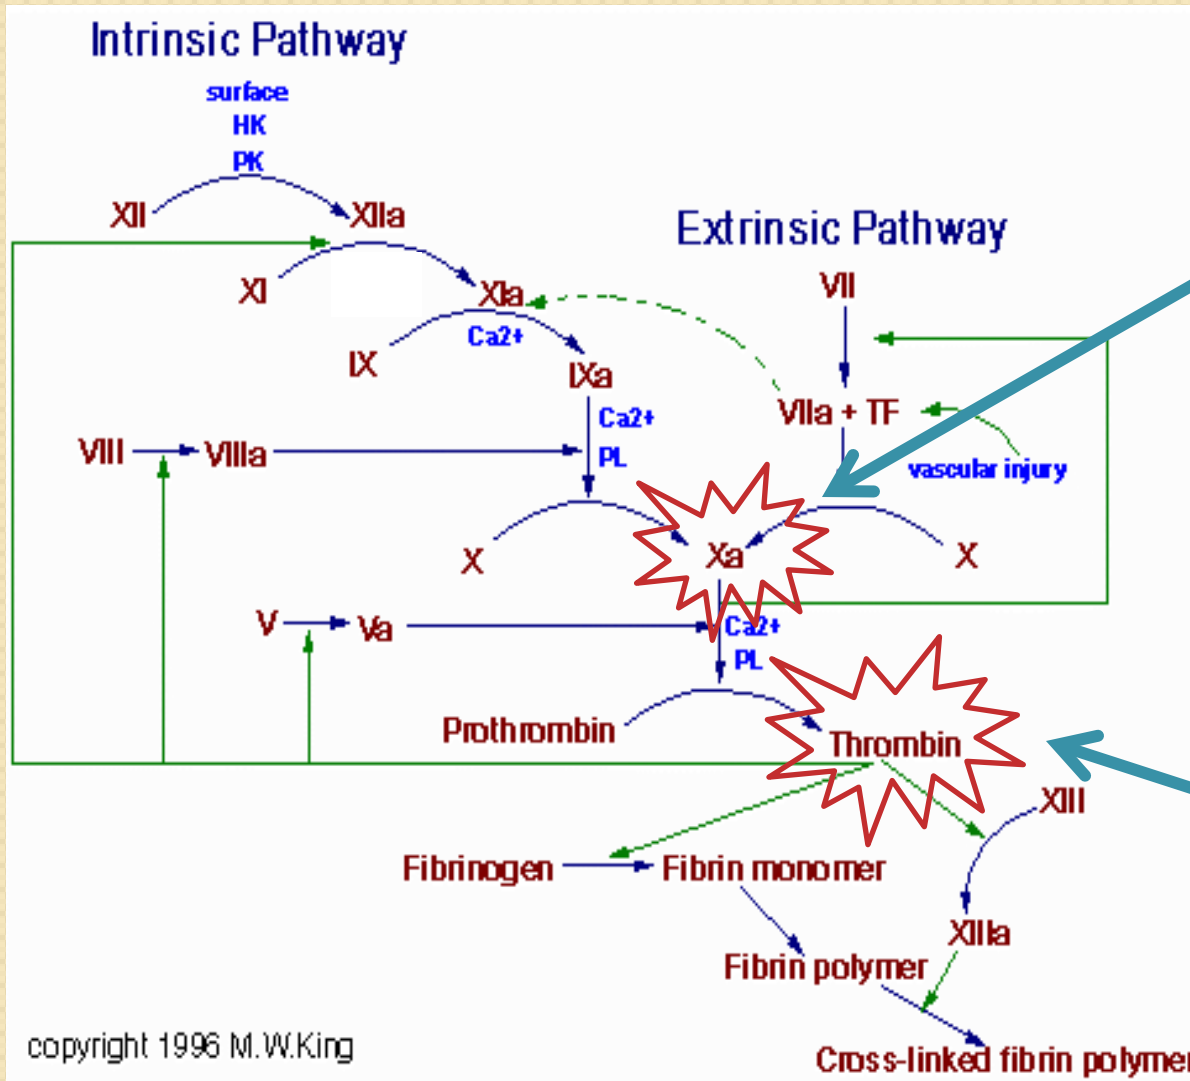 Intrinsic Pathway
surface
HK
PK
XII
XIIa
Extrinsic Pathway
XI
XIa
VII
Ca2+
IX
IXa
VIIa + TF
Ca2+
VIII
VIIIa
PL
vascular injury
X
Xa
X
V
Va
Ca2+
PL
Prothrombin
Thrombin
XIII
Fibrinogen
Fibrin monomer
XIIIa
Fibrin polymer
copyright 1996 M.W.King
Cross-linked fibrin polymer